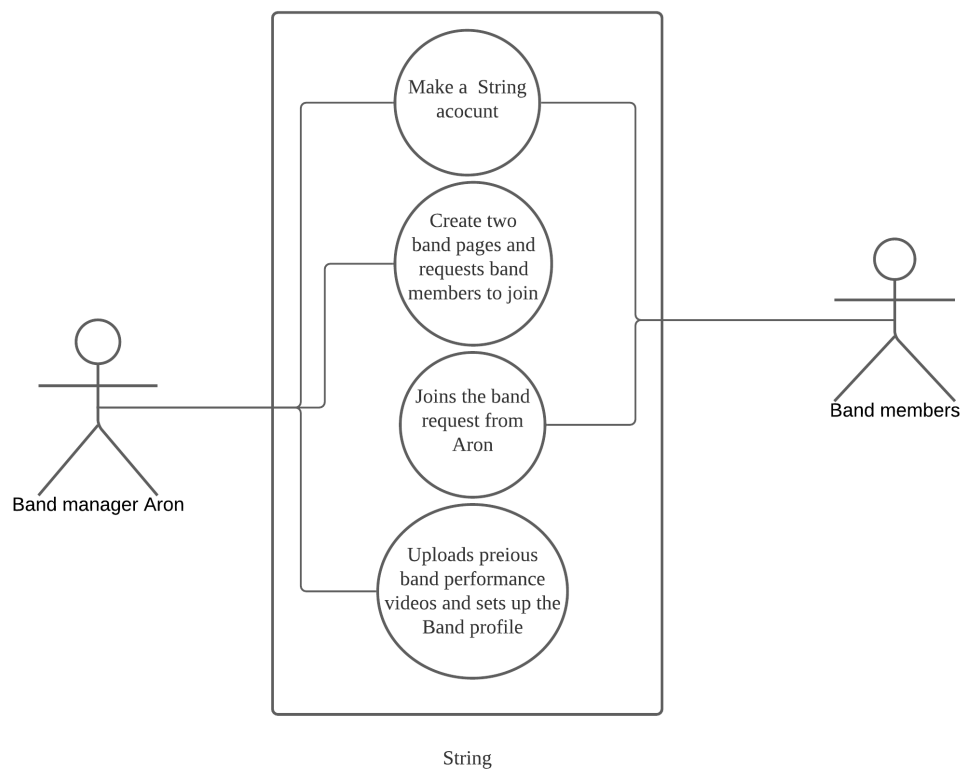 Make a  String
acocunt
Create two
band pages and
requests band
members to join
Joins the band
request from
Aron
Uploads preious
band performance
videos and sets up the
Band profile
Band manager Aron
Band members
String